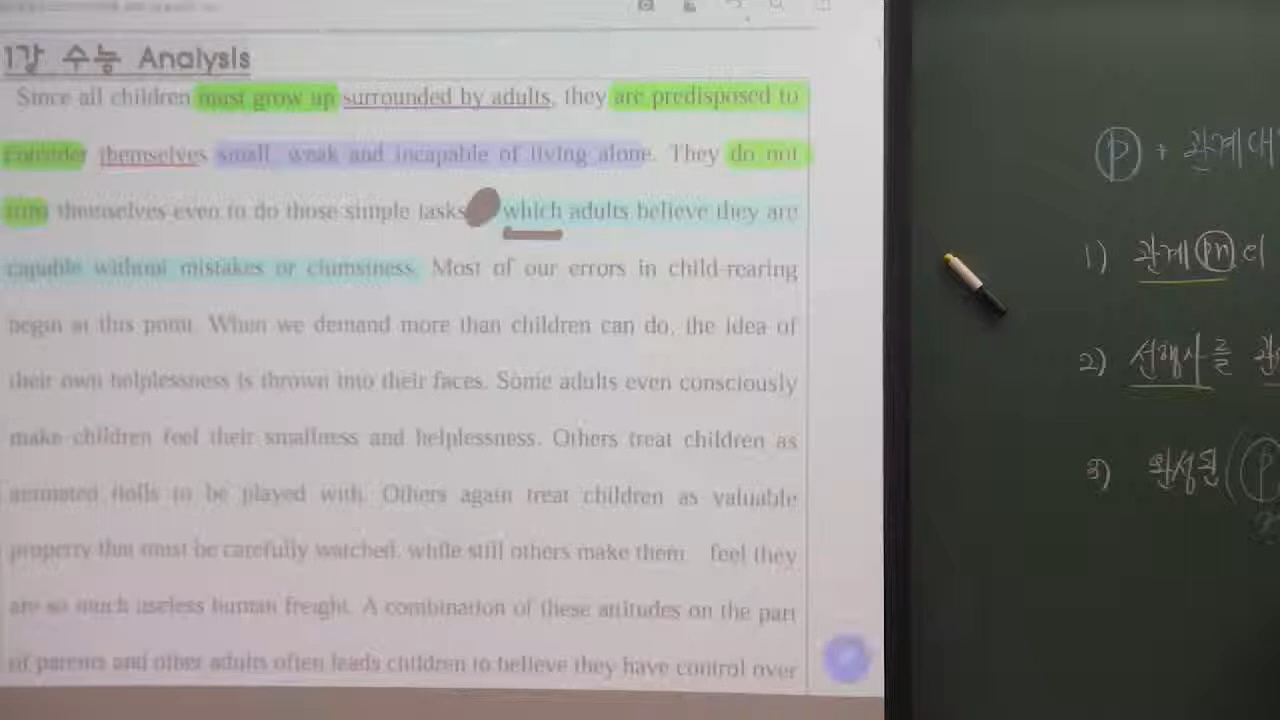 1강 수능 Analysis
Since all children must grow up surrounded by adults, they are predisposed to
consider themselves small, weak and incapable of living alone. They do not
trust themselves even to do those simple tasks which adults believe they are
capable without mistakes or clumsiness. Most of our errors in child-rearing
begin at this point. When we demand more than children can do, the idea of
their own helplessness is thrown into their faces. Some adults even consciously
make children feel their smallness and helplessness. Others treat children as
animated dolls to be played with. Others again treat children as valuable
property that must be carefully watched, while still others make them feel they
are so much useless human freight. A combination of these attitudes on the part
of parents and other adults often leads children to believe they have control over
P + 관계대
1) 관계 pn 이
2) 선행사를
3) 완성된 (P